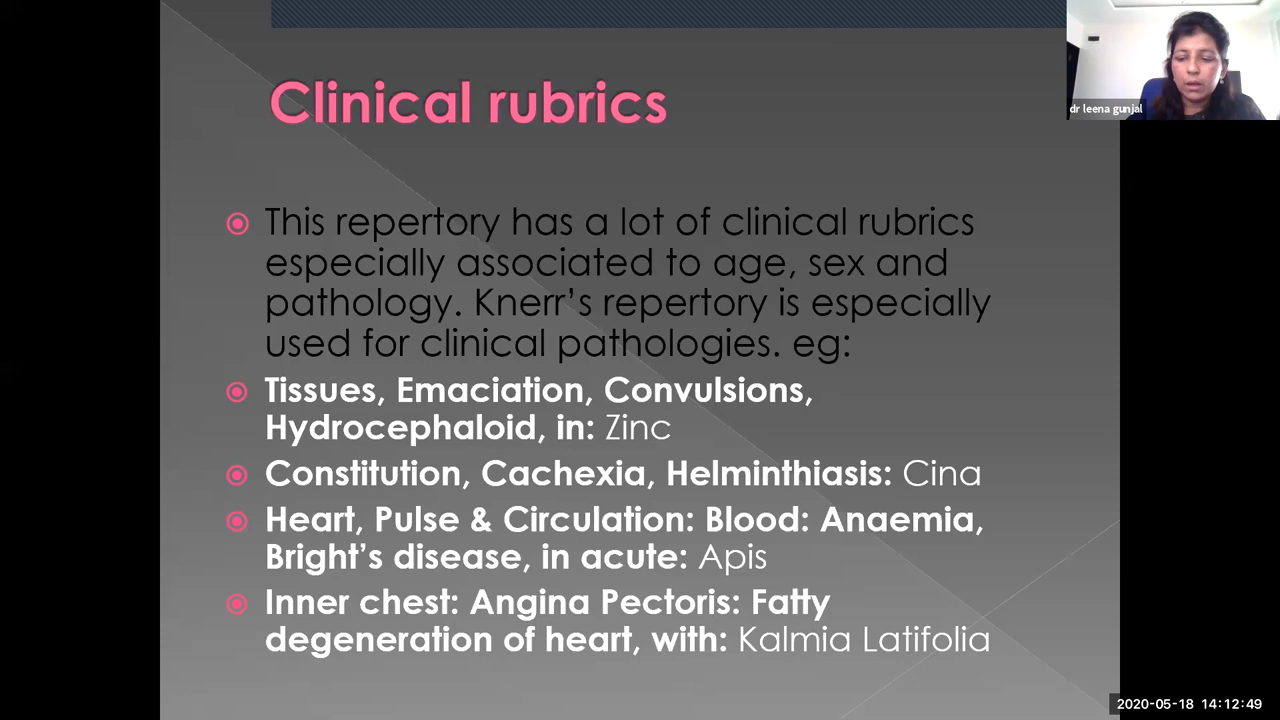 Clinical rubrics
dr leena gunjal
This repertory has a lot of clinical rubrics
especially associated to age, sex and
pathology. Knerr's repertory is especially
used for clinical pathologies. eg:
Tissues, Emaciation, Convulsions,
Hydrocephaloid, in: Zinc
Constitution, Cachexia, Helminthiasis: Cina
Heart, Pulse & Circulation: Blood: Anaemia,
Bright's disease, in acute: Apis
Inner chest: Angina Pectoris: Fatty
degeneration of heart, with: Kalmia Latifolia
2020-05-18 14:12:49